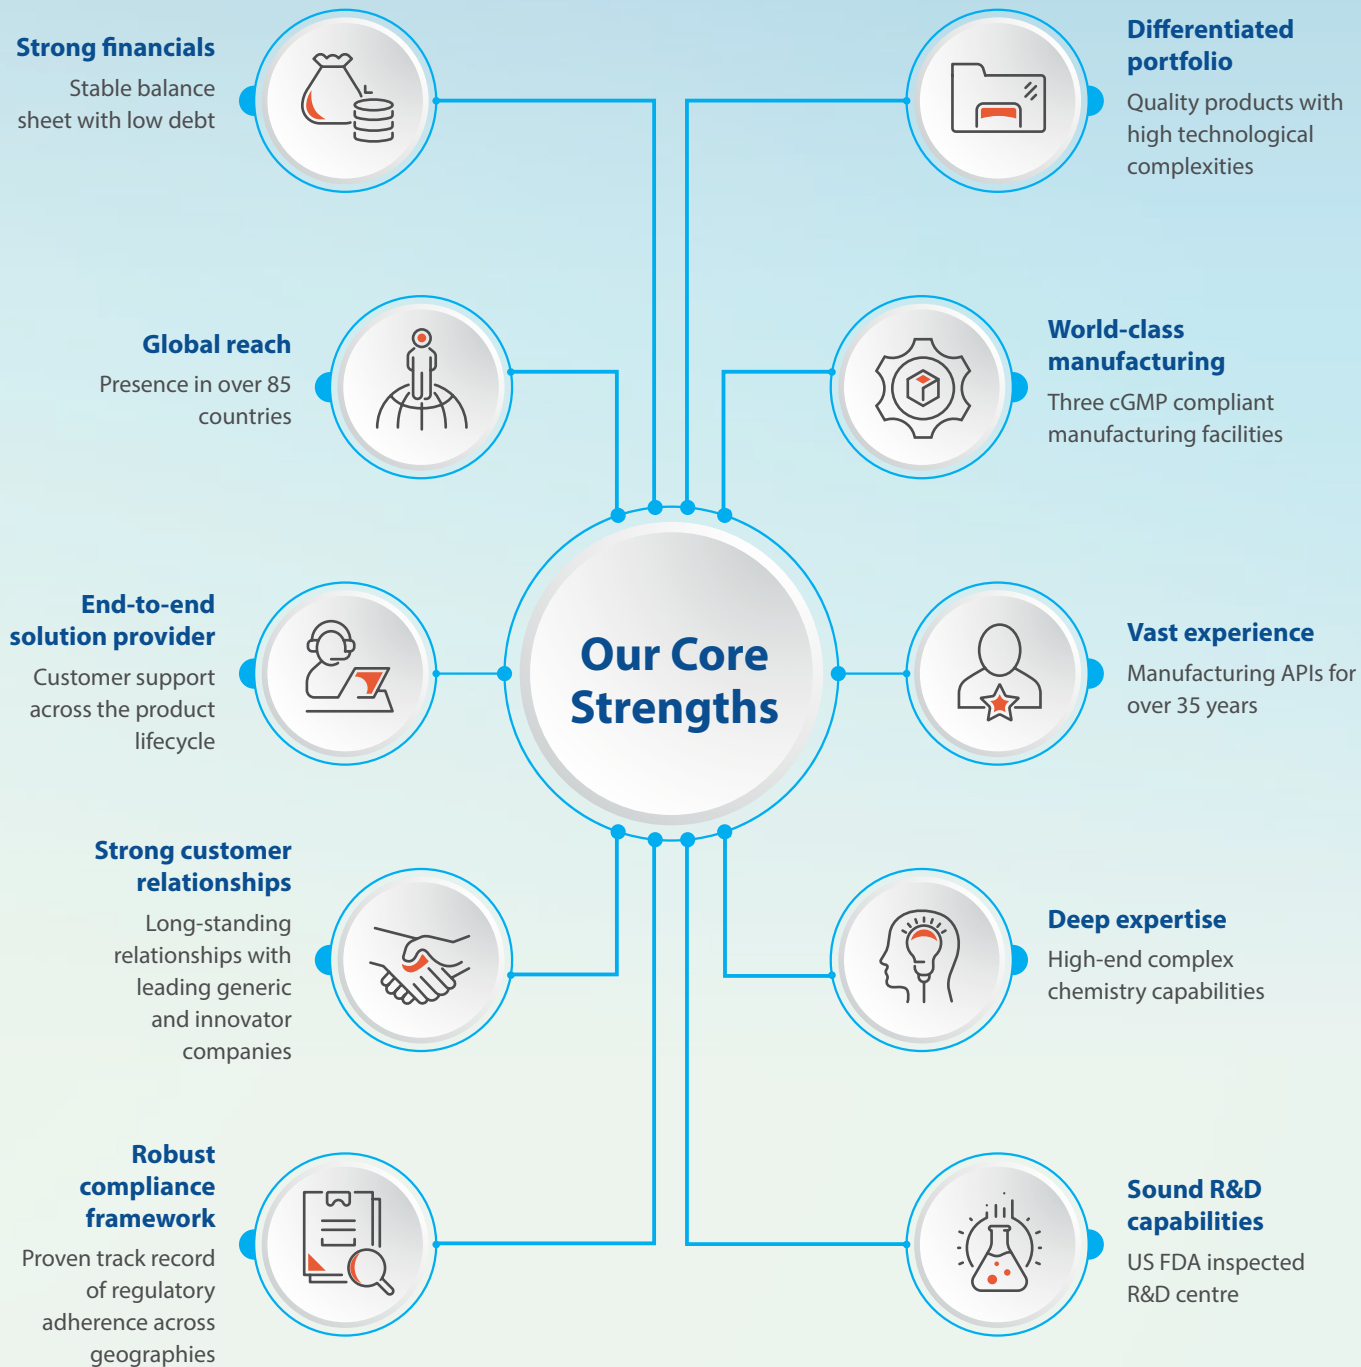 Strong financials
Stable balance
sheet with low debt
Global reach
Presence in over 85
countries
End-to-end
solution provider
Customer support
across the product
lifecycle
Strong customer
relationships
Long-standing
relationships with
leading generic
and innovator
companies
Robust
compliance
framework
Proven track record
of regulatory
adherence across
geographies
Our Core
Strengths
Differentiated
portfolio
Quality products with
high technological
complexities
World-class
manufacturing
Three cGMP compliant
manufacturing facilities
Vast experience
Manufacturing APIs for
over 35 years
Deep expertise
High-end complex
chemistry capabilities
Sound R&D
capabilities
US FDA inspected
R&D centre